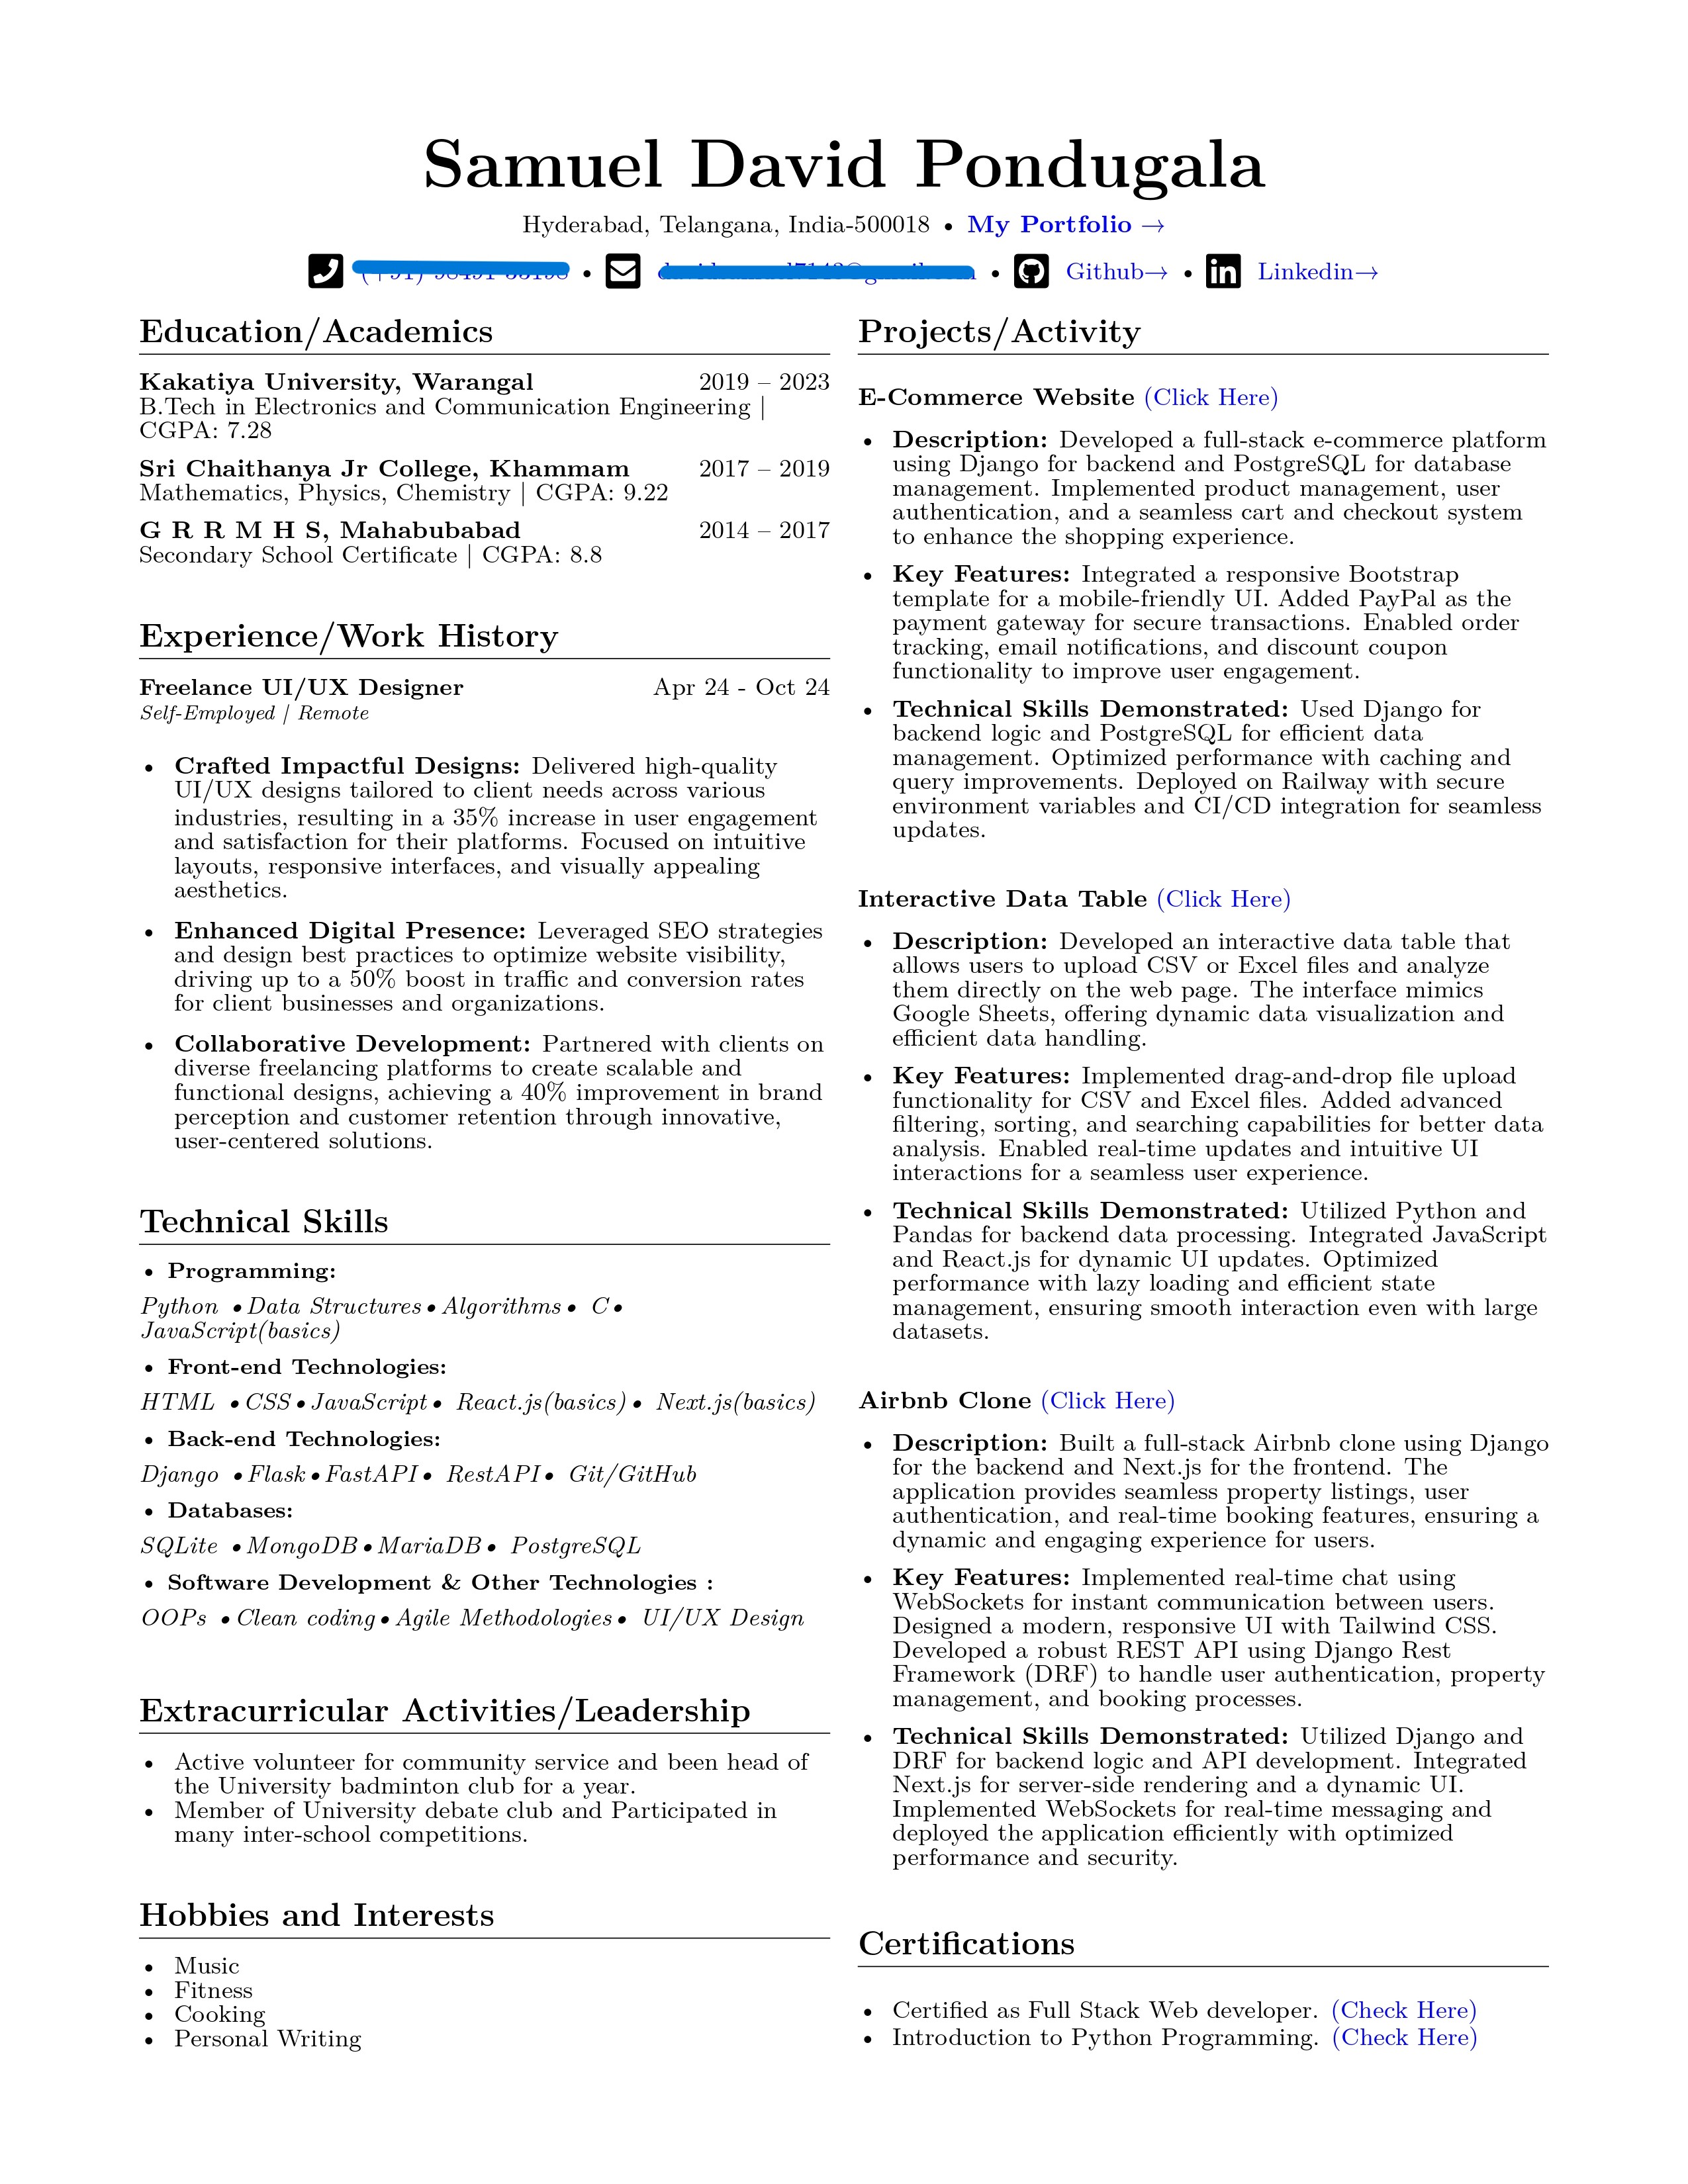 Samuel David Pondugala
Hyderabad, Telangana, India-500018 • My Portfolio →
• • Github→ • Linkedin→
Education/Academics
Kakatiya University, Warangal 2019 – 2023
B.Tech in Electronics and Communication Engineering |
CGPA: 7.28
Sri Chaithanya Jr College, Khammam 2017 – 2019
Mathematics, Physics, Chemistry | CGPA: 9.22
G R R M H S, Mahabubabad 2014 – 2017
Secondary School Certificate | CGPA: 8.8
Experience/Work History
Freelance UI/UX Designer Apr 24 - Oct 24
Self-Employed | Remote
• Crafted Impactful Designs: Delivered high-quality
UI/UX designs tailored to client needs across various
industries, resulting in a 35% increase in user engagement
and satisfaction for their platforms. Focused on intuitive
layouts, responsive interfaces, and visually appealing
aesthetics.
• Enhanced Digital Presence: Leveraged SEO strategies
and design best practices to optimize website visibility,
driving up to a 50% boost in traffic and conversion rates
for client businesses and organizations.
• Collaborative Development: Partnered with clients on
diverse freelancing platforms to create scalable and
functional designs, achieving a 40% improvement in brand
perception and customer retention through innovative,
user-centered solutions.
Technical Skills
• Programming:
Python •Data Structures•Algorithms• C•
JavaScript(basics)
• Front-end Technologies:
HTML •CSS•JavaScript• React.js(basics)• Next.js(basics)
• Back-end Technologies:
Django •Flask•FastAPI• RestAPI• Git/GitHub
• Databases:
SQLite •MongoDB•MariaDB• PostgreSQL
• Software Development & Other Technologies :
OOPs •Clean coding•Agile Methodologies• UI/UX Design
Extracurricular Activities/Leadership
• Active volunteer for community service and been head of
the University badminton club for a year.
• Member of University debate club and Participated in
many inter-school competitions.
Hobbies and Interests
• Music
• Fitness
• Cooking
• Personal Writing
Projects/Activity
E-Commerce Website (Click Here)
• Description: Developed a full-stack e-commerce platform
using Django for backend and PostgreSQL for database
management. Implemented product management, user
authentication, and a seamless cart and checkout system
to enhance the shopping experience.
• Key Features: Integrated a responsive Bootstrap
template for a mobile-friendly UI. Added PayPal as the
payment gateway for secure transactions. Enabled order
tracking, email notifications, and discount coupon
functionality to improve user engagement.
• Technical Skills Demonstrated: Used Django for
backend logic and PostgreSQL for efficient data
management. Optimized performance with caching and
query improvements. Deployed on Railway with secure
environment variables and CI/CD integration for seamless
updates.
Interactive Data Table (Click Here)
• Description: Developed an interactive data table that
allows users to upload CSV or Excel files and analyze
them directly on the web page. The interface mimics
Google Sheets, offering dynamic data visualization and
efficient data handling.
• Key Features: Implemented drag-and-drop file upload
functionality for CSV and Excel files. Added advanced
filtering, sorting, and searching capabilities for better data
analysis. Enabled real-time updates and intuitive UI
interactions for a seamless user experience.
• Technical Skills Demonstrated: Utilized Python and
Pandas for backend data processing. Integrated JavaScript
and React.js for dynamic UI updates. Optimized
performance with lazy loading and efficient state
management, ensuring smooth interaction even with large
datasets.
Airbnb Clone (Click Here)
• Description: Built a full-stack Airbnb clone using Django
for the backend and Next.js for the frontend. The
application provides seamless property listings, user
authentication, and real-time booking features, ensuring a
dynamic and engaging experience for users.
• Key Features: Implemented real-time chat using
WebSockets for instant communication between users.
Designed a modern, responsive UI with Tailwind CSS.
Developed a robust REST API using Django Rest
Framework (DRF) to handle user authentication, property
management, and booking processes.
• Technical Skills Demonstrated: Utilized Django and
DRF for backend logic and API development. Integrated
Next.js for server-side rendering and a dynamic UI.
Implemented WebSockets for real-time messaging and
deployed the application efficiently with optimized
performance and security.
Certifications
• Certified as Full Stack Web developer. (Check Here)
• Introduction to Python Programming. (Check Here)